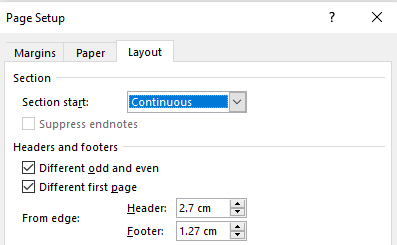 Page Setup ? ×
Margins Paper Layout
Section
Section start: Continuous
Suppress endnotes
Headers and footers
Different odd and even
Different first page
From edge: Header: 2.7 cm
Footer: 1.27 cm